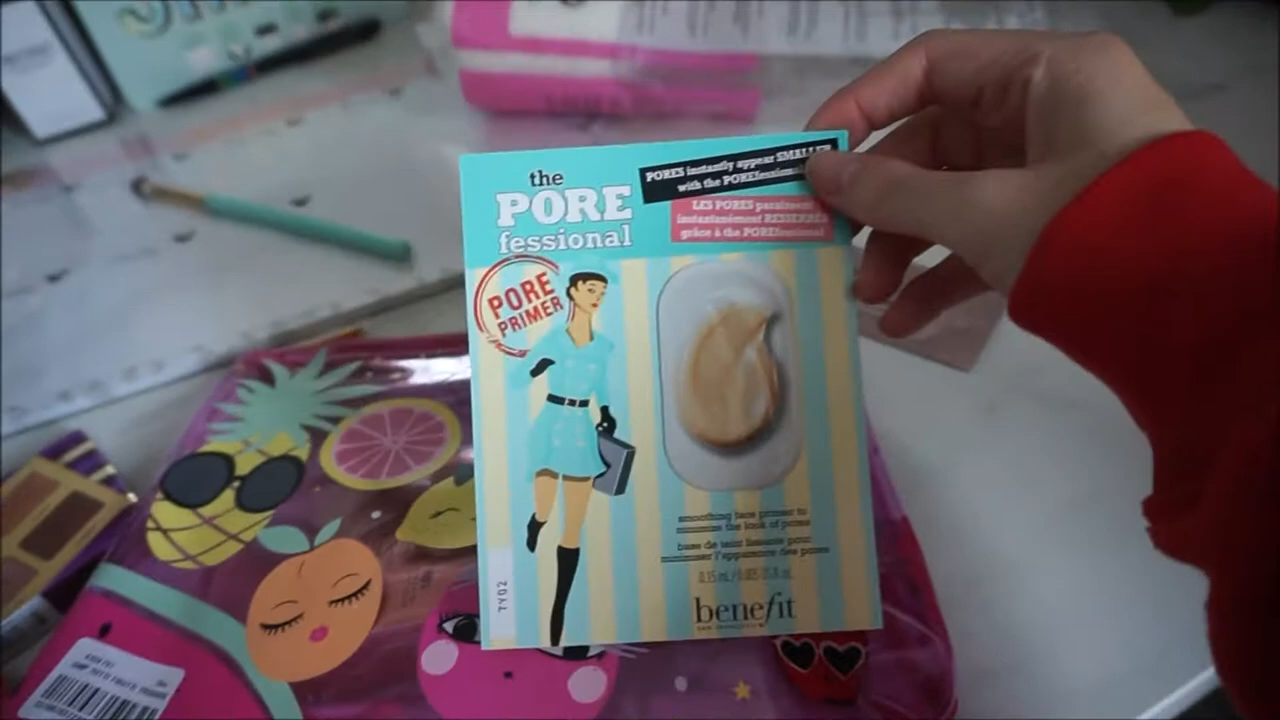 the
PORE
fessional
PORES instantly appear SMALLER
with the POREfessional
LES PORES paraissent
instantanément RESSERRÉS
grâce à the POREfessional
PORE
PRIMER
smoothing face primer to
minimize the look of pores
base de teint lissante pour
minimiser l'apparence des pores
benefit
7Y02